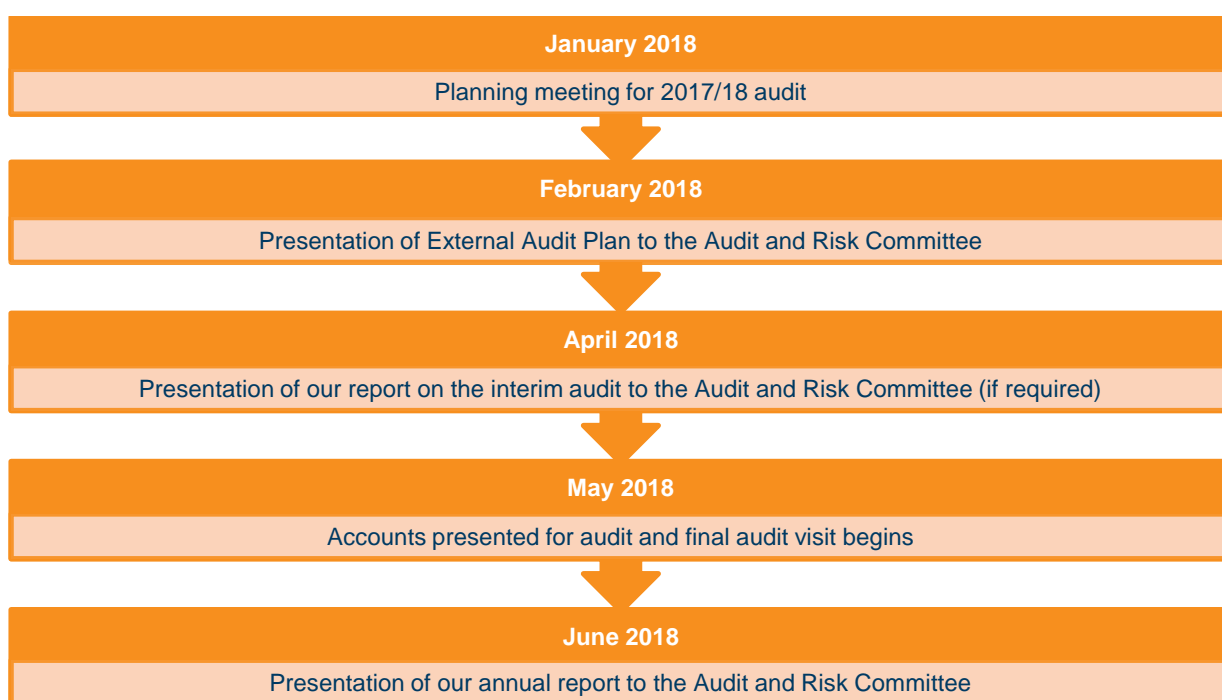 January 2018
Planning meeting for 2017/18 audit
February 2018
Presentation of External Audit Plan to the Audit and Risk Committee
April 2018
Presentation of our report on the interim audit to the Audit and Risk Committee (if required)
May 2018
Accounts presented for audit and final audit visit begins
June 2018
Presentation of our annual report to the Audit and Risk Committee